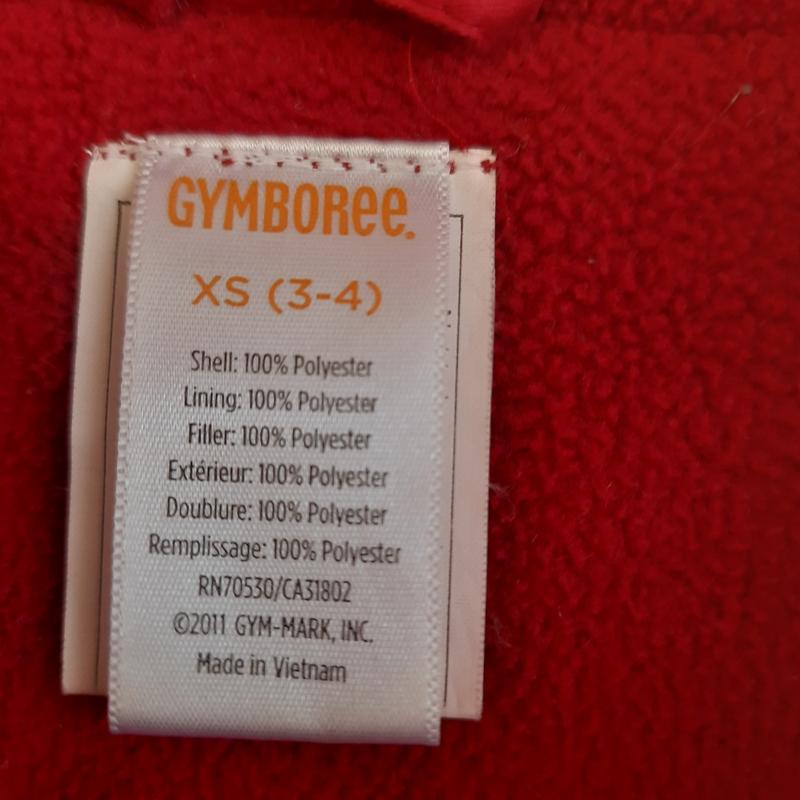 GYMBOREE.
XS (3-4)
Shell: 100% Polyester
Lining: 100% Polyester
Filler: 100% Polyester
Extérieur: 100% Polyester
Doublure: 100% Polyester
Remplissage: 100% Polyester
RN70530/CA31802
©2011 GYM-MARK, INC.
Made in Vietnam